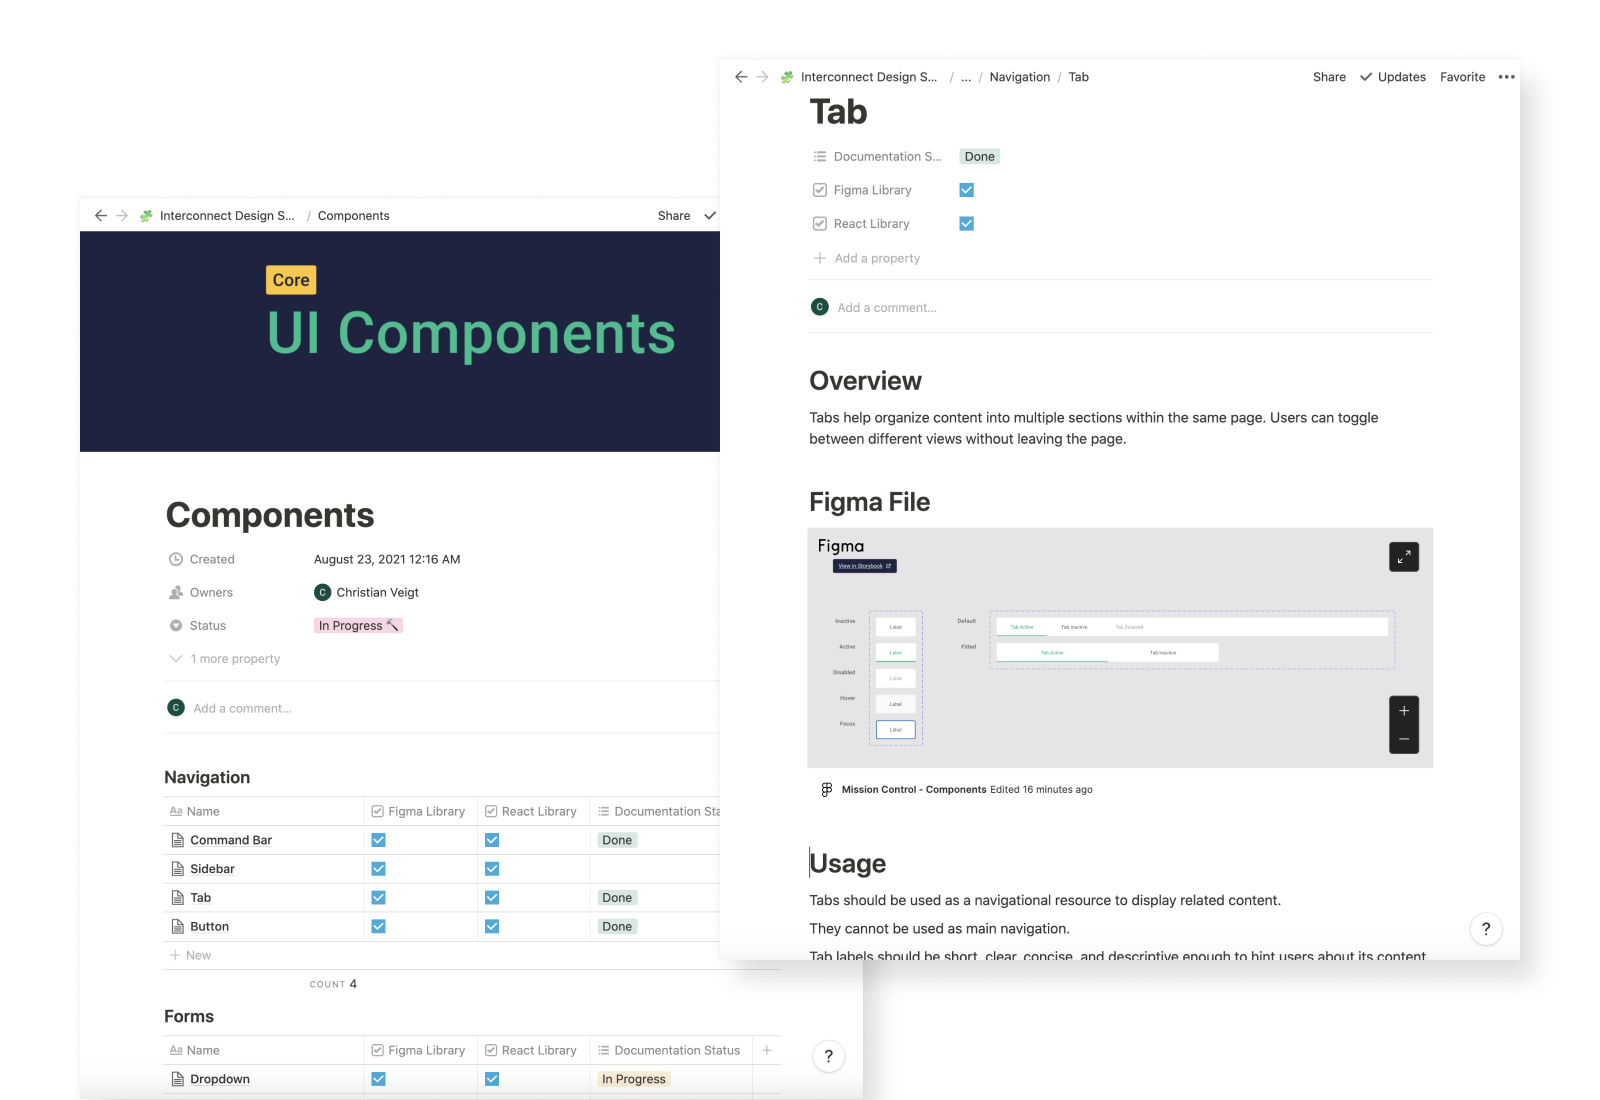 Interconnect Design S... / Components
Share
Core
UI Components
Components
Created August 23, 2021 12:16 AM
Owners C Christian Veigt
Status In Progress 🔨
1 more property
C Add a comment...
Navigation
Aa Name Figma Library React Library Documentation Sta
Command Bar Done
Sidebar
Tab Done
Button Done
+ New
COUNT 4
Forms
Aa Name Figma Library React Library Documentation Status +
Dropdown In Progress
?
Interconnect Design S... / ... / Navigation / Tab
Share Updates Favorite •••
Tab
Documentation S... Done
Figma Library
React Library
+ Add a property
C Add a comment...
Overview
Tabs help organize content into multiple sections within the same page. Users can toggle
between different views without leaving the page.
Figma File
Figma
View in Storybook
Inactive Label
Active Label
Disabled Label
Hover Label
Focus Label
Default Tab Active Tab Inactive Tab Disabled
Fitted Tab Active Tab Inactive
Mission Control - Components Edited 16 minutes ago
Usage
Tabs should be used as a navigational resource to display related content.
They cannot be used as main navigation.
Tab labels should be short, clear, concise, and descriptive enough to hint users about its content
?